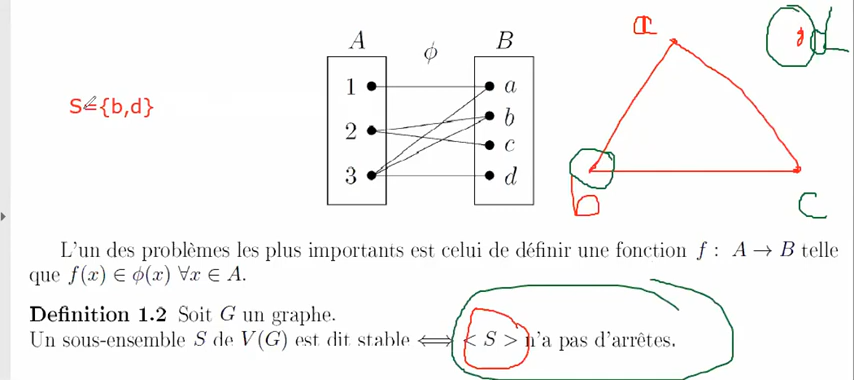 A ϕ B
S={b,d}
1 a
2 b
c
3 d
a
b
C
d
L'un des problèmes les plus importants est celui de définir une fonction f : A → B telle
que f(x) ∈ ϕ(x) ∀x ∈ A.
Definition 1.2 Soit G un graphe.
Un sous-ensemble S de V(G) est dit stable ⟺ < S > n'a pas d'arrêtes.